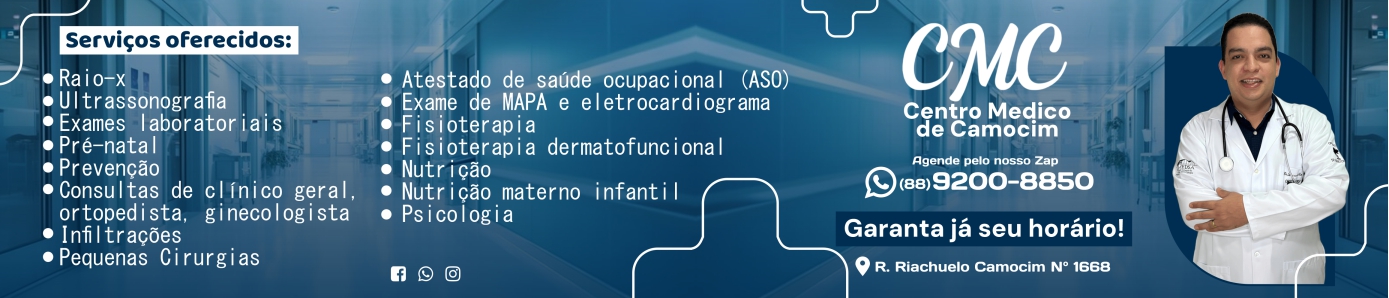 Serviços oferecidos:
Raio-x
Ultrassonografia
Exames laboratoriais
Pré-natal
Prevenção
Consultas de clínico geral,
ortopedista, ginecologista
Infiltrações
Pequenas Cirurgias
Atestado de saúde ocupacional (ASO)
Exame de MAPA e eletrocardiograma
Fisioterapia
Fisioterapia dermatofuncional
Nutrição
Nutrição materno infantil
Psicologia
CMC
Centro Medico
de Camocim
Agende pelo nosso Zap
(88)9200-8850
Garanta já seu horário!
R. Riachuelo Camocim N° 1668